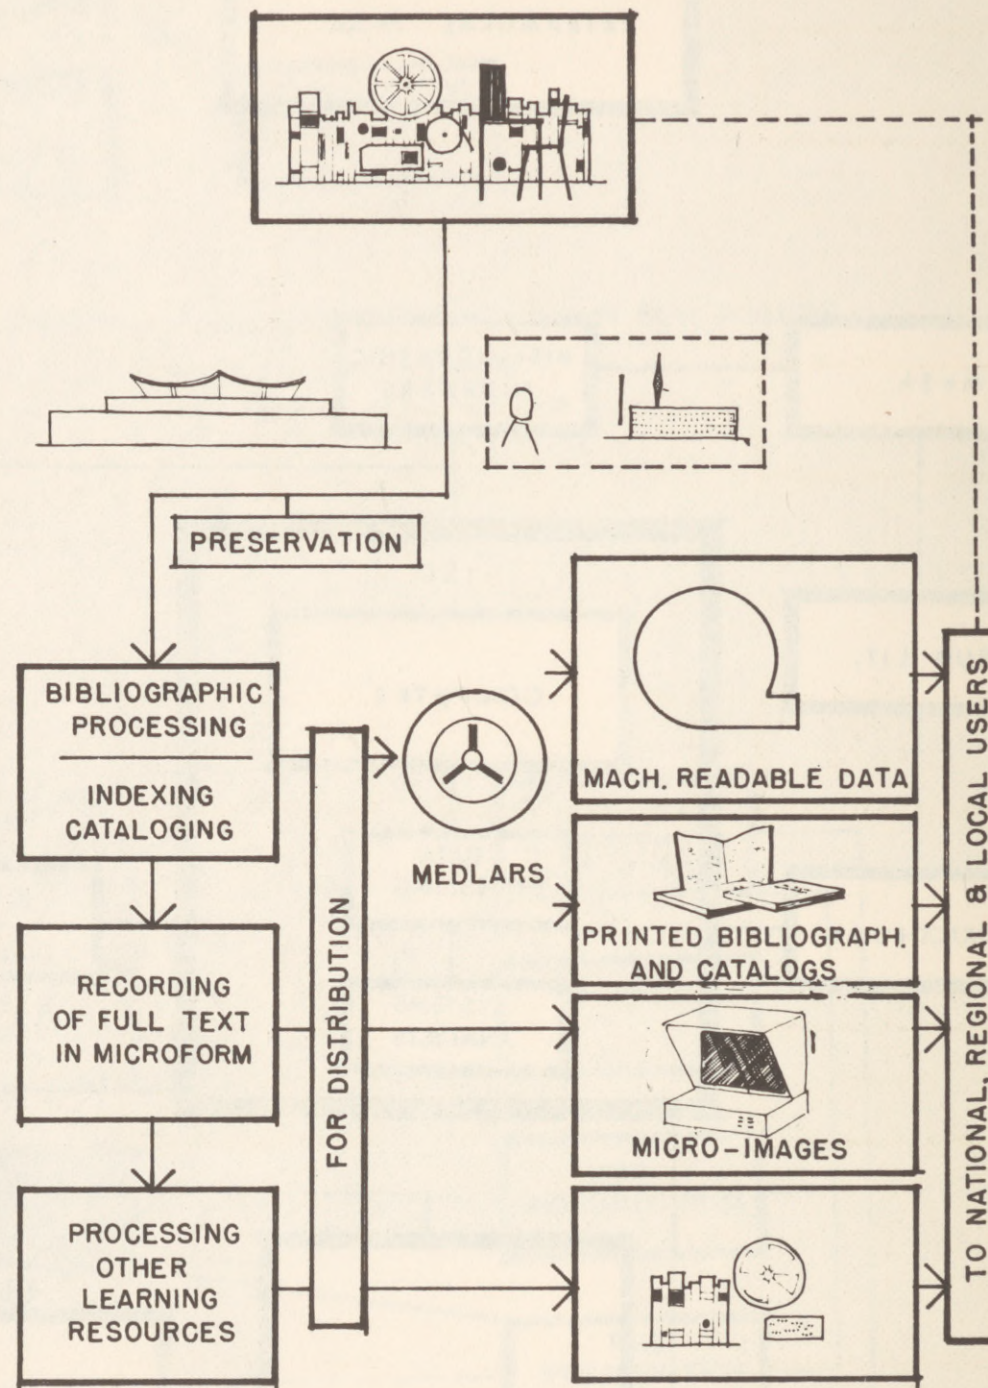 PRESERVATION
BIBLIOGRAPHIC
PROCESSING
INDEXING
CATALOGING
RECORDING
OF FULL TEXT
IN MICROFORM
PROCESSING
OTHER
LEARNING
RESOURCES
FOR DISTRIBUTION
MEDLARS
MACH. READABLE DATA
PRINTED BIBLIOGRAPH.
AND CATALOGS
MICRO-IMAGES
TO NATIONAL, REGIONAL & LOCAL USERS